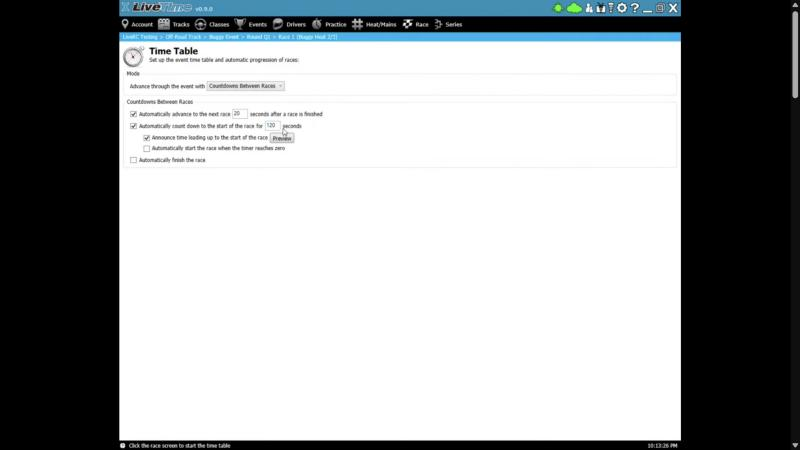 LiveTime v0.9.0
Account Tracks Classes Events Drivers Practice Heat/Mains Race Series
LiveRC Testing > Off-Road Track > Buggy Event > Round Q1 > Race 1 (Buggy Heat 2/3)
Time Table
Set up the event time table and automatic progression of races:
Mode
Advance through the event with Countdowns Between Races
Countdowns Between Races
Automatically advance to the next race 20 seconds after a race is finished
Automatically count down to the start of the race for 120 seconds
Announce time leading up to the start of the race Preview
Automatically start the race when the timer reaches zero
Automatically finish the race
Click the race screen to start the time table 10:13:26 PM